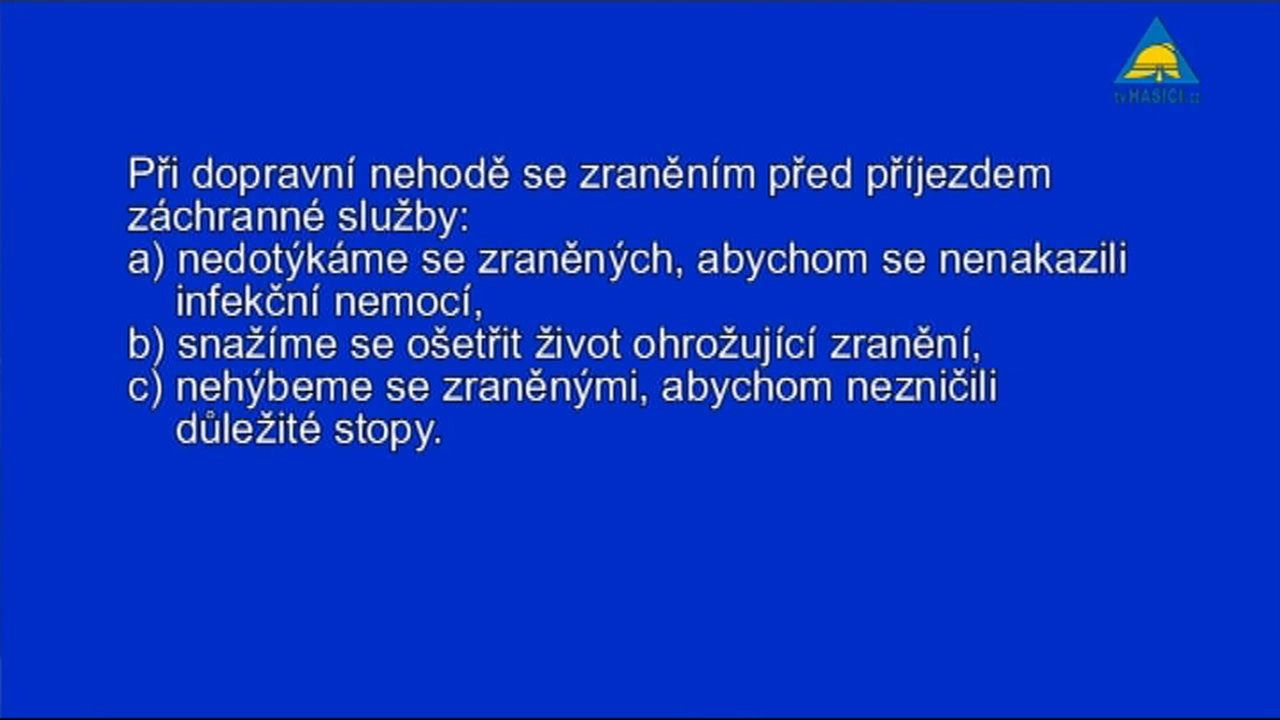 tvHASICI.cz
Při dopravní nehodě se zraněním před příjezdem
záchranné služby:
a) nedotýkáme se zraněných, abychom se nenakazili
infekční nemocí,
b) snažíme se ošetřit život ohrožující zranění,
c) nehýbeme se zraněnými, abychom nezničili
důležité stopy.